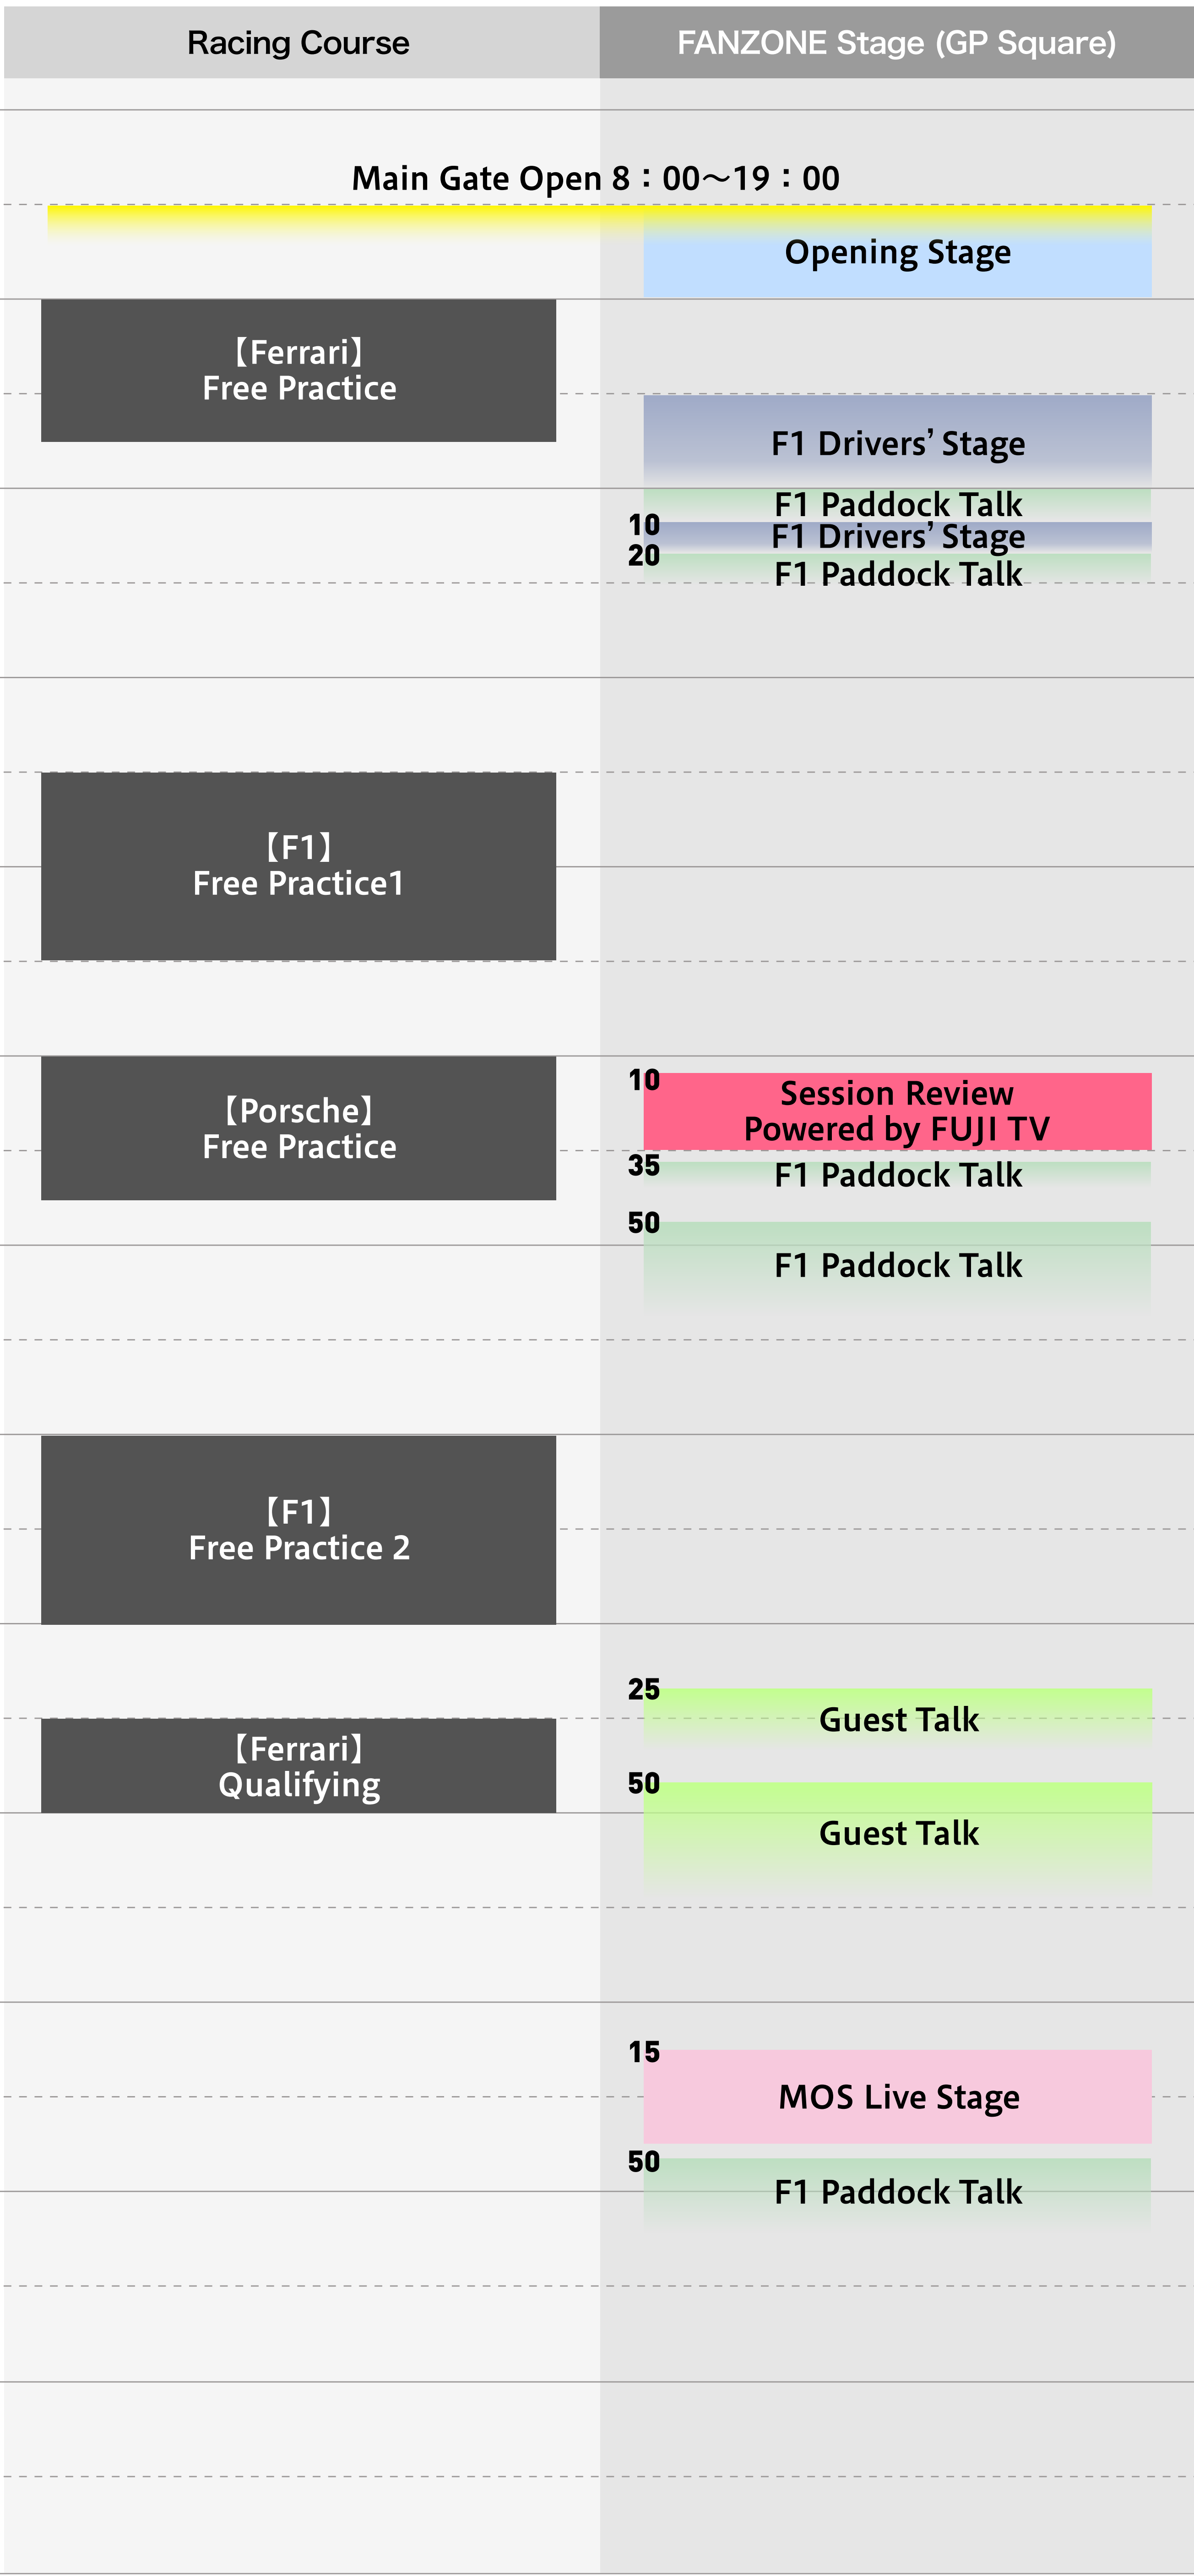 Racing Course
FANZONE Stage (GP Square)
Main Gate Open 8：00〜19：00
Opening Stage
【Ferrari】
Free Practice
F1 Drivers’ Stage
F1 Paddock Talk
10
F1 Drivers’ Stage
20
F1 Paddock Talk
【F1】
Free Practice1
【Porsche】
Free Practice
10
Session Review
Powered by FUJI TV
35
F1 Paddock Talk
50
F1 Paddock Talk
【F1】
Free Practice 2
25
Guest Talk
【Ferrari】
Qualifying
50
Guest Talk
15
MOS Live Stage
50
F1 Paddock Talk